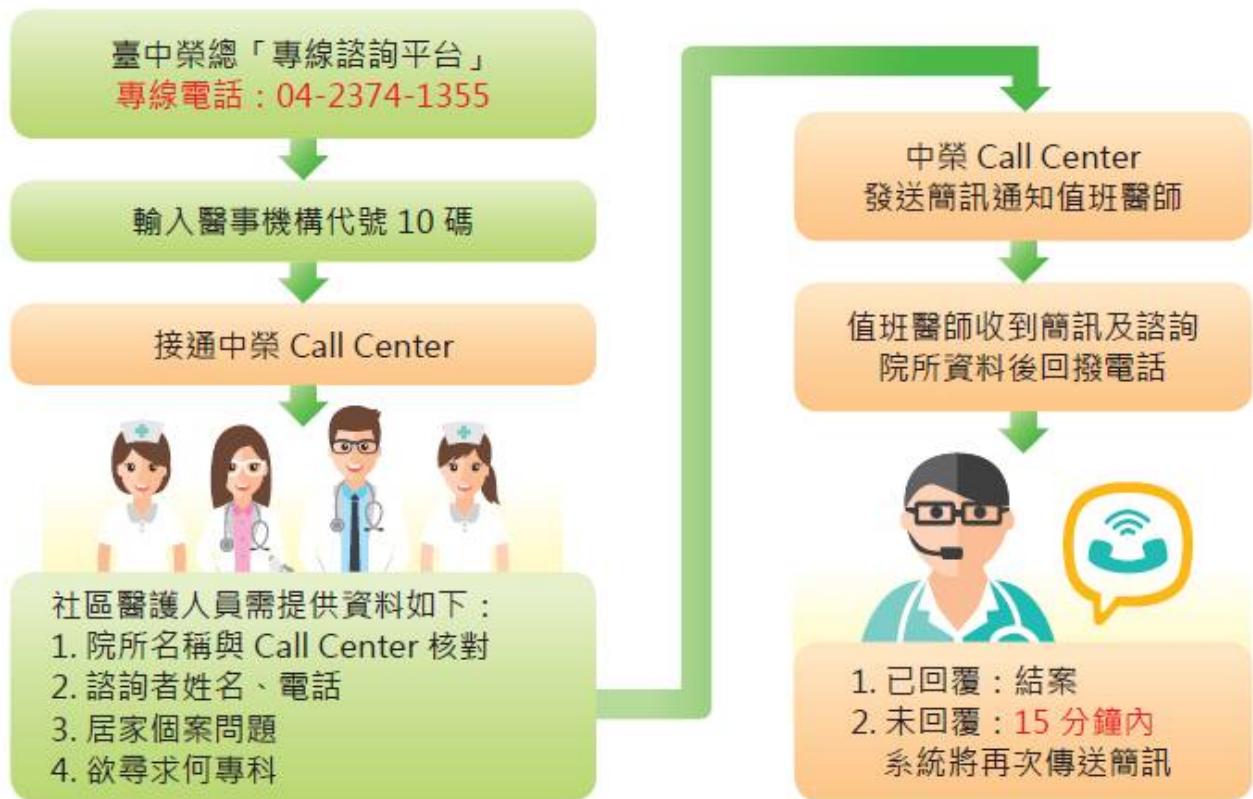 臺中榮總「專線諮詢平台」
專線電話：04-2374-1355
輸入醫事機構代號 10 碼
接通中榮 Call Center
社區醫護人員需提供資料如下：
1. 院所名稱與 Call Center 核對
2. 諮詢者姓名、電話
3. 居家個案問題
4. 欲尋求何專科
中榮 Call Center
發送簡訊通知值班醫師
值班醫師收到簡訊及諮詢
院所資料後回撥電話
1. 已回覆：結案
2. 未回覆：15 分鐘內
系統將再次傳送簡訊